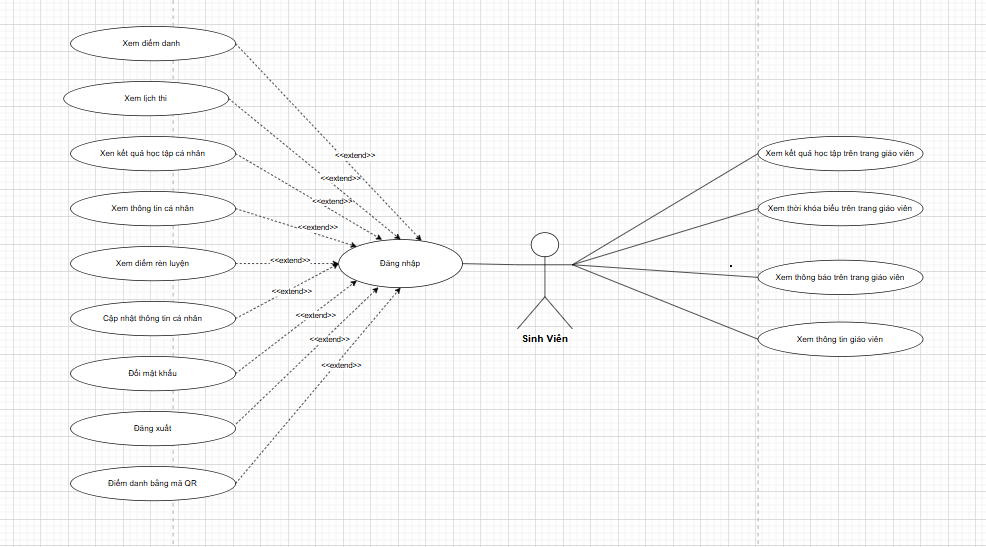 Xem điểm danh
Xem lịch thi
Xen kết quả học tập cá nhân
Xem thông tin cá nhân
Xem điểm rèn luyện
Cập nhật thông tin cá nhân
Đổi mật khẩu
Đăng xuất
Điểm danh bằng mã QR
<<extend>>
<<extend>>
<<extend>>
<<extend>>
<<extend>>
<<extend>>
<<extend>>
<<extend>>
<<extend>>
Đăng nhập
Sinh Viên
Xem kết quả học tập trên trang giáo viên
Xem thời khóa biểu trên trang giáo viên
Xem thông báo trên trang giáo viên
Xem thông tin giáo viên